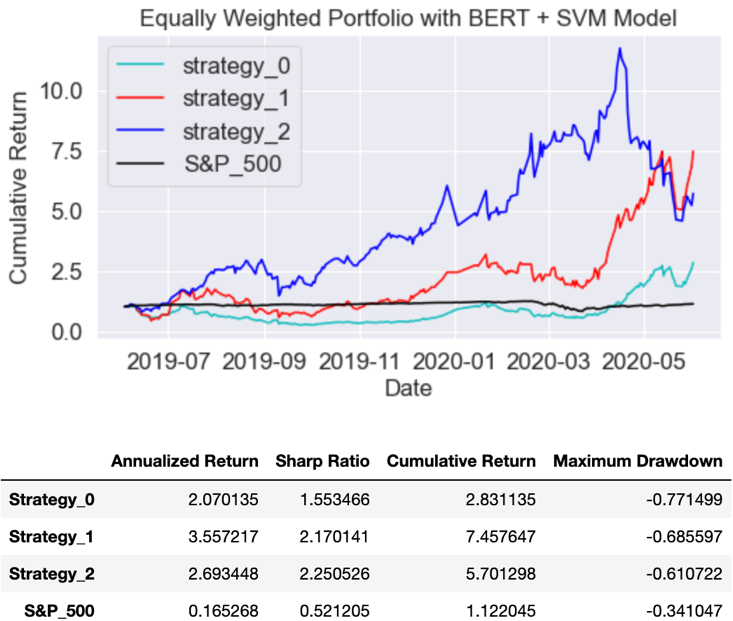 Equally Weighted Portfolio with BERT + SVM Model
strategy_0
strategy_1
strategy_2
S&P_500
10.0
7.5
5.0
2.5
0.0
Cumulative Return
2019-07 2019-09 2019-11 2020-01 2020-03 2020-05
Date
Annualized Return Sharp Ratio Cumulative Return Maximum Drawdown
Strategy_0 2.070135 1.553466 2.831135 -0.771499
Strategy_1 3.557217 2.170141 7.457647 -0.685597
Strategy_2 2.693448 2.250526 5.701298 -0.610722
S&P_500 0.165268 0.521205 1.122045 -0.341047